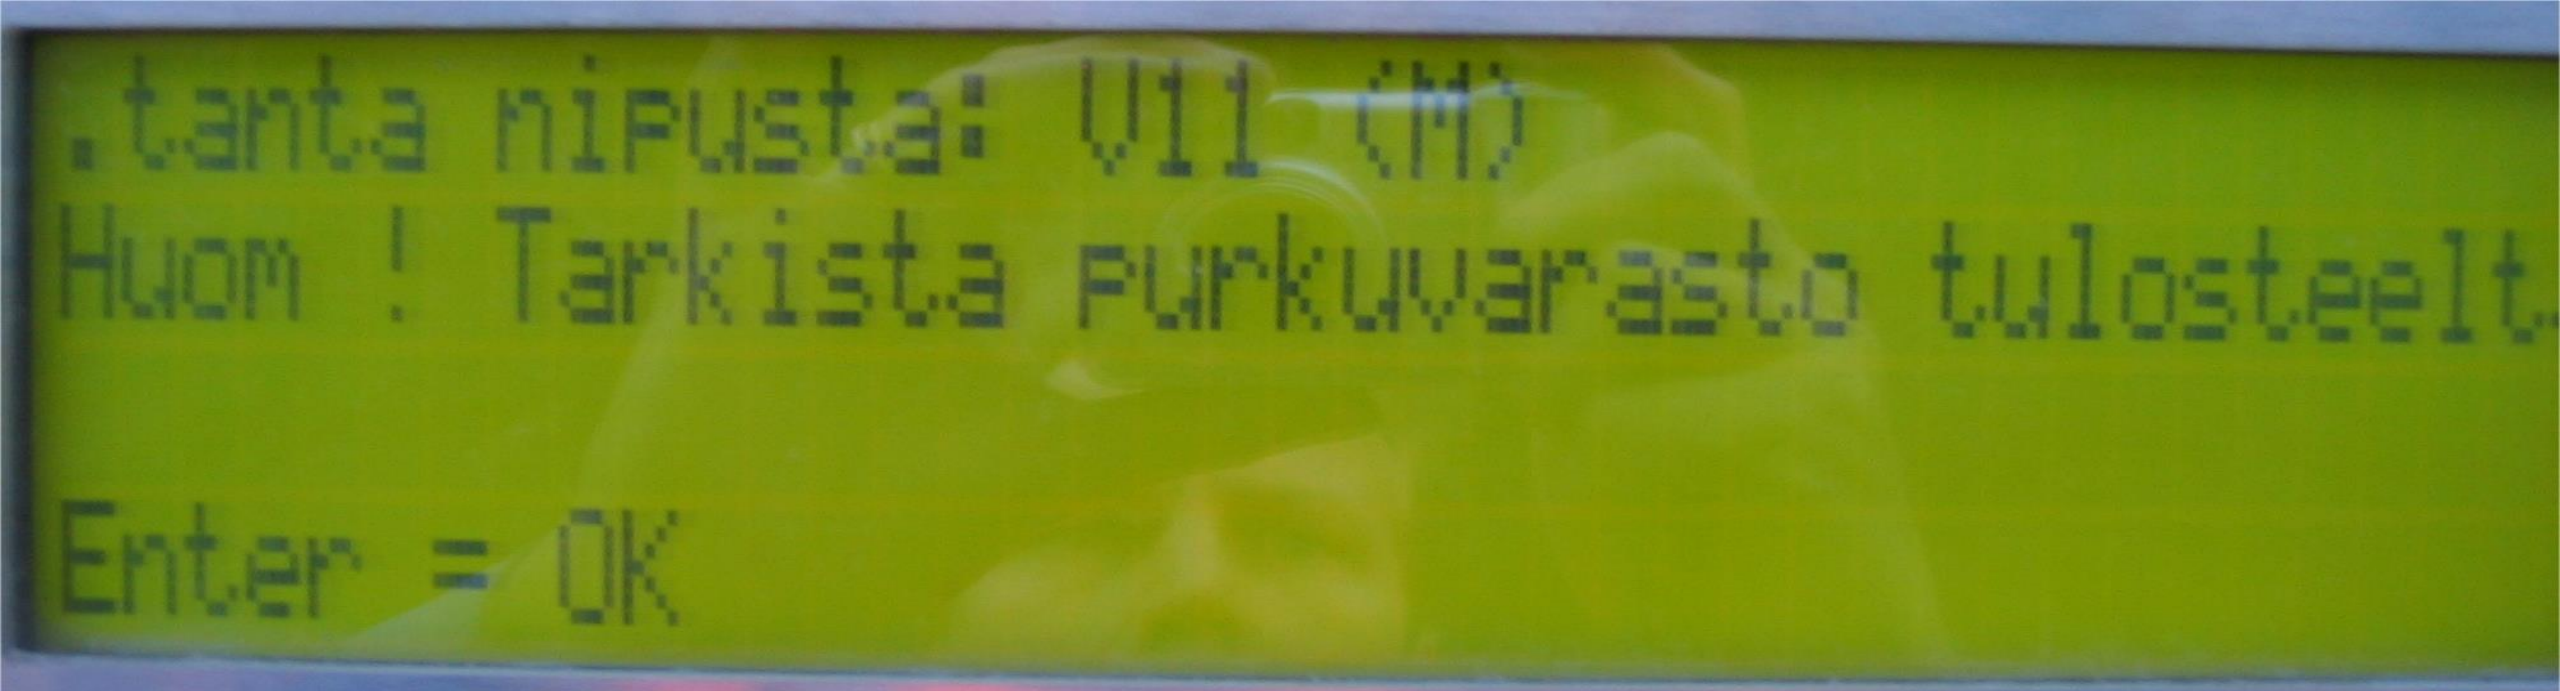 .tanta nipusta: V11 (M)
Huom ! Tarkista purkuvarasto tulosteelt
Enter = OK